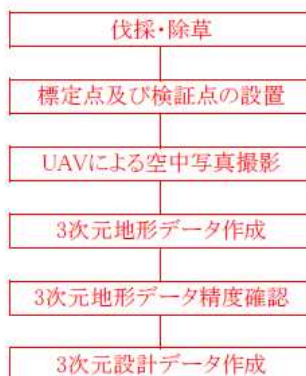 伐採・除草
標定点及び検証点の設置
UAVによる空中写真撮影
3次元地形データ作成
3次元地形データ精度確認
3次元設計データ作成